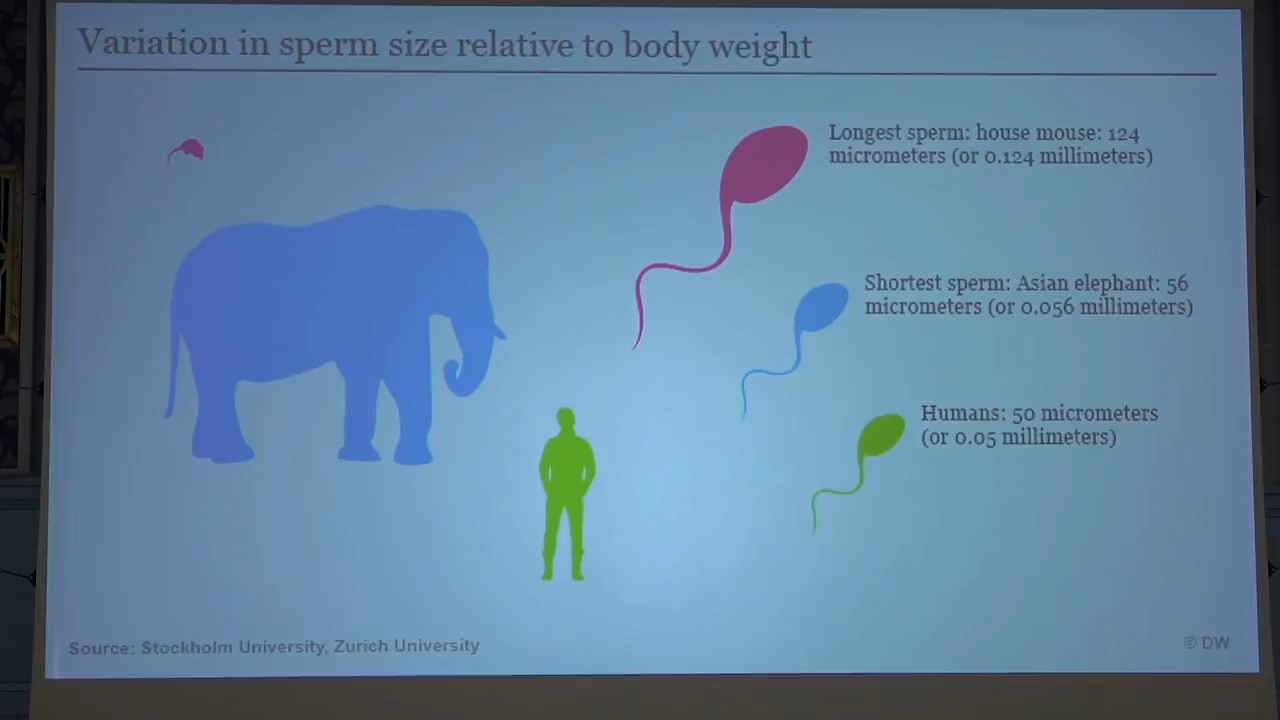 Variation in sperm size relative to body weight
Longest sperm: house mouse: 124
micrometers (or 0.124 millimeters)
Shortest sperm: Asian elephant: 56
micrometers (or 0.056 millimeters)
Humans: 50 micrometers
(or 0.05 millimeters)
Source: Stockholm University, Zurich University
© DW